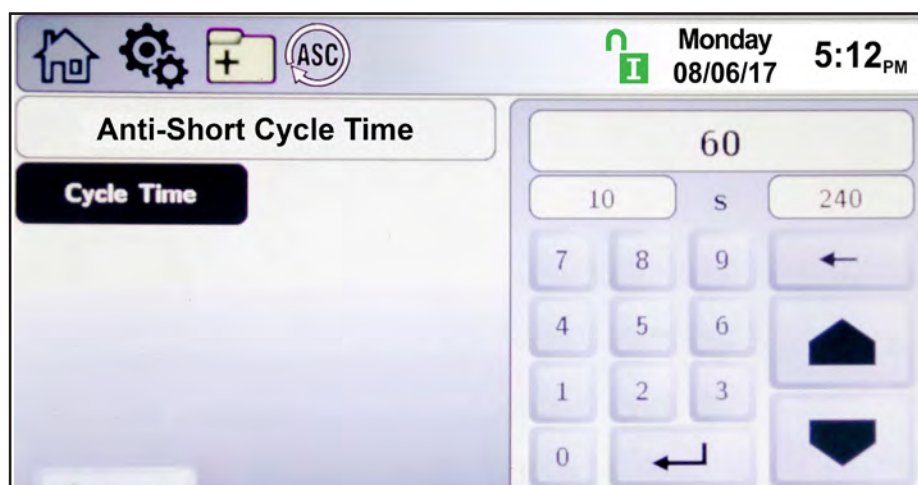 ASC
I
Monday
08/06/17
5:12PM
Anti-Short Cycle Time
Cycle Time
60
10 s 240
7 8 9
4 5 6
1 2 3
0